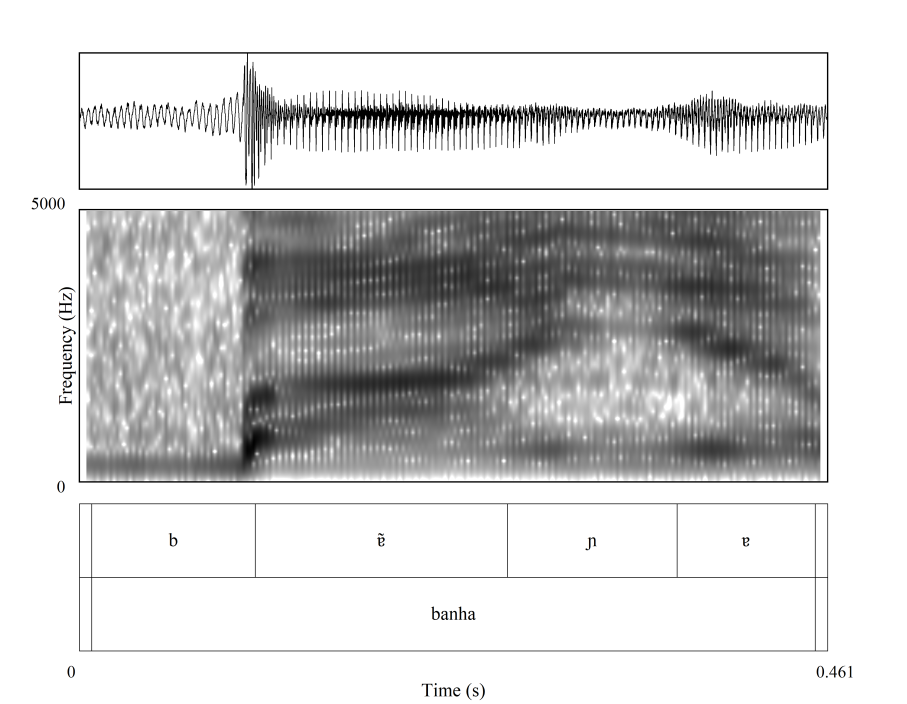 5000
Frequency (Hz)
0
b ɐ̃ ɲ ɐ
banha
0 0.461
Time (s)